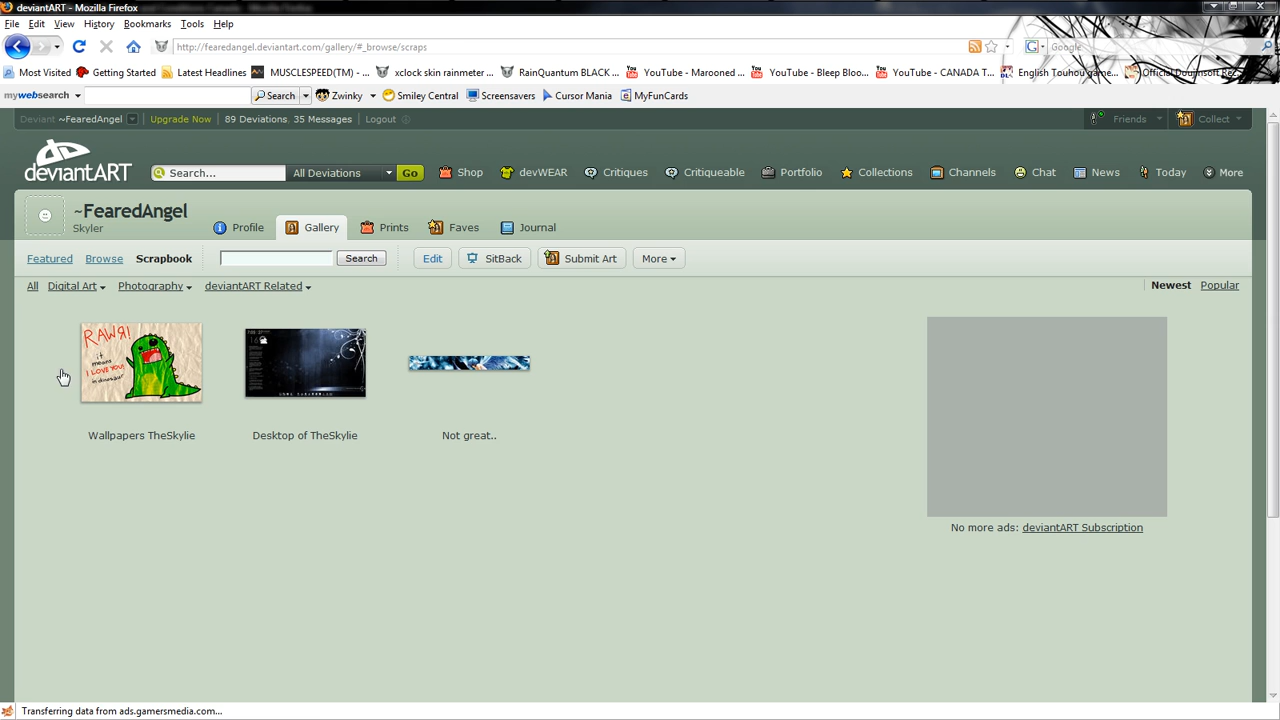 deviantART - Mozilla Firefox
File Edit View History Bookmarks Tools Help
http://fearedangel.deviantart.com/gallery/#_browse/scraps
Google
Most Visited Getting Started Latest Headlines MUSCLESPEED(TM) - ... xclock skin rainmeter ... RainQuantum BLACK ... YouTube - Marooned ... YouTube - Bleep Bloo... YouTube - CANADA T... English Touhou game... Official Doujinsoft Rez...
mywebsearch Search Zwinky Smiley Central Screensavers Cursor Mania MyFunCards
Deviant ~FearedAngel Upgrade Now 89 Deviations, 35 Messages Logout Friends Collect
deviantART Search... All Deviations Go Shop devWEAR Critiques Critiqueable Portfolio Collections Channels Chat News Today More
~FearedAngel
Skyler
Profile Gallery Prints Faves Journal
Featured Browse Scrapbook Search Edit SitBack Submit Art More
All Digital Art Photography deviantART Related Newest Popular
RAWR!
it
means
I LOVE YOU
in dinosaur
Wallpapers TheSkylie Desktop of TheSkylie Not great..
No more ads: deviantART Subscription
Transferring data from ads.gamersmedia.com...